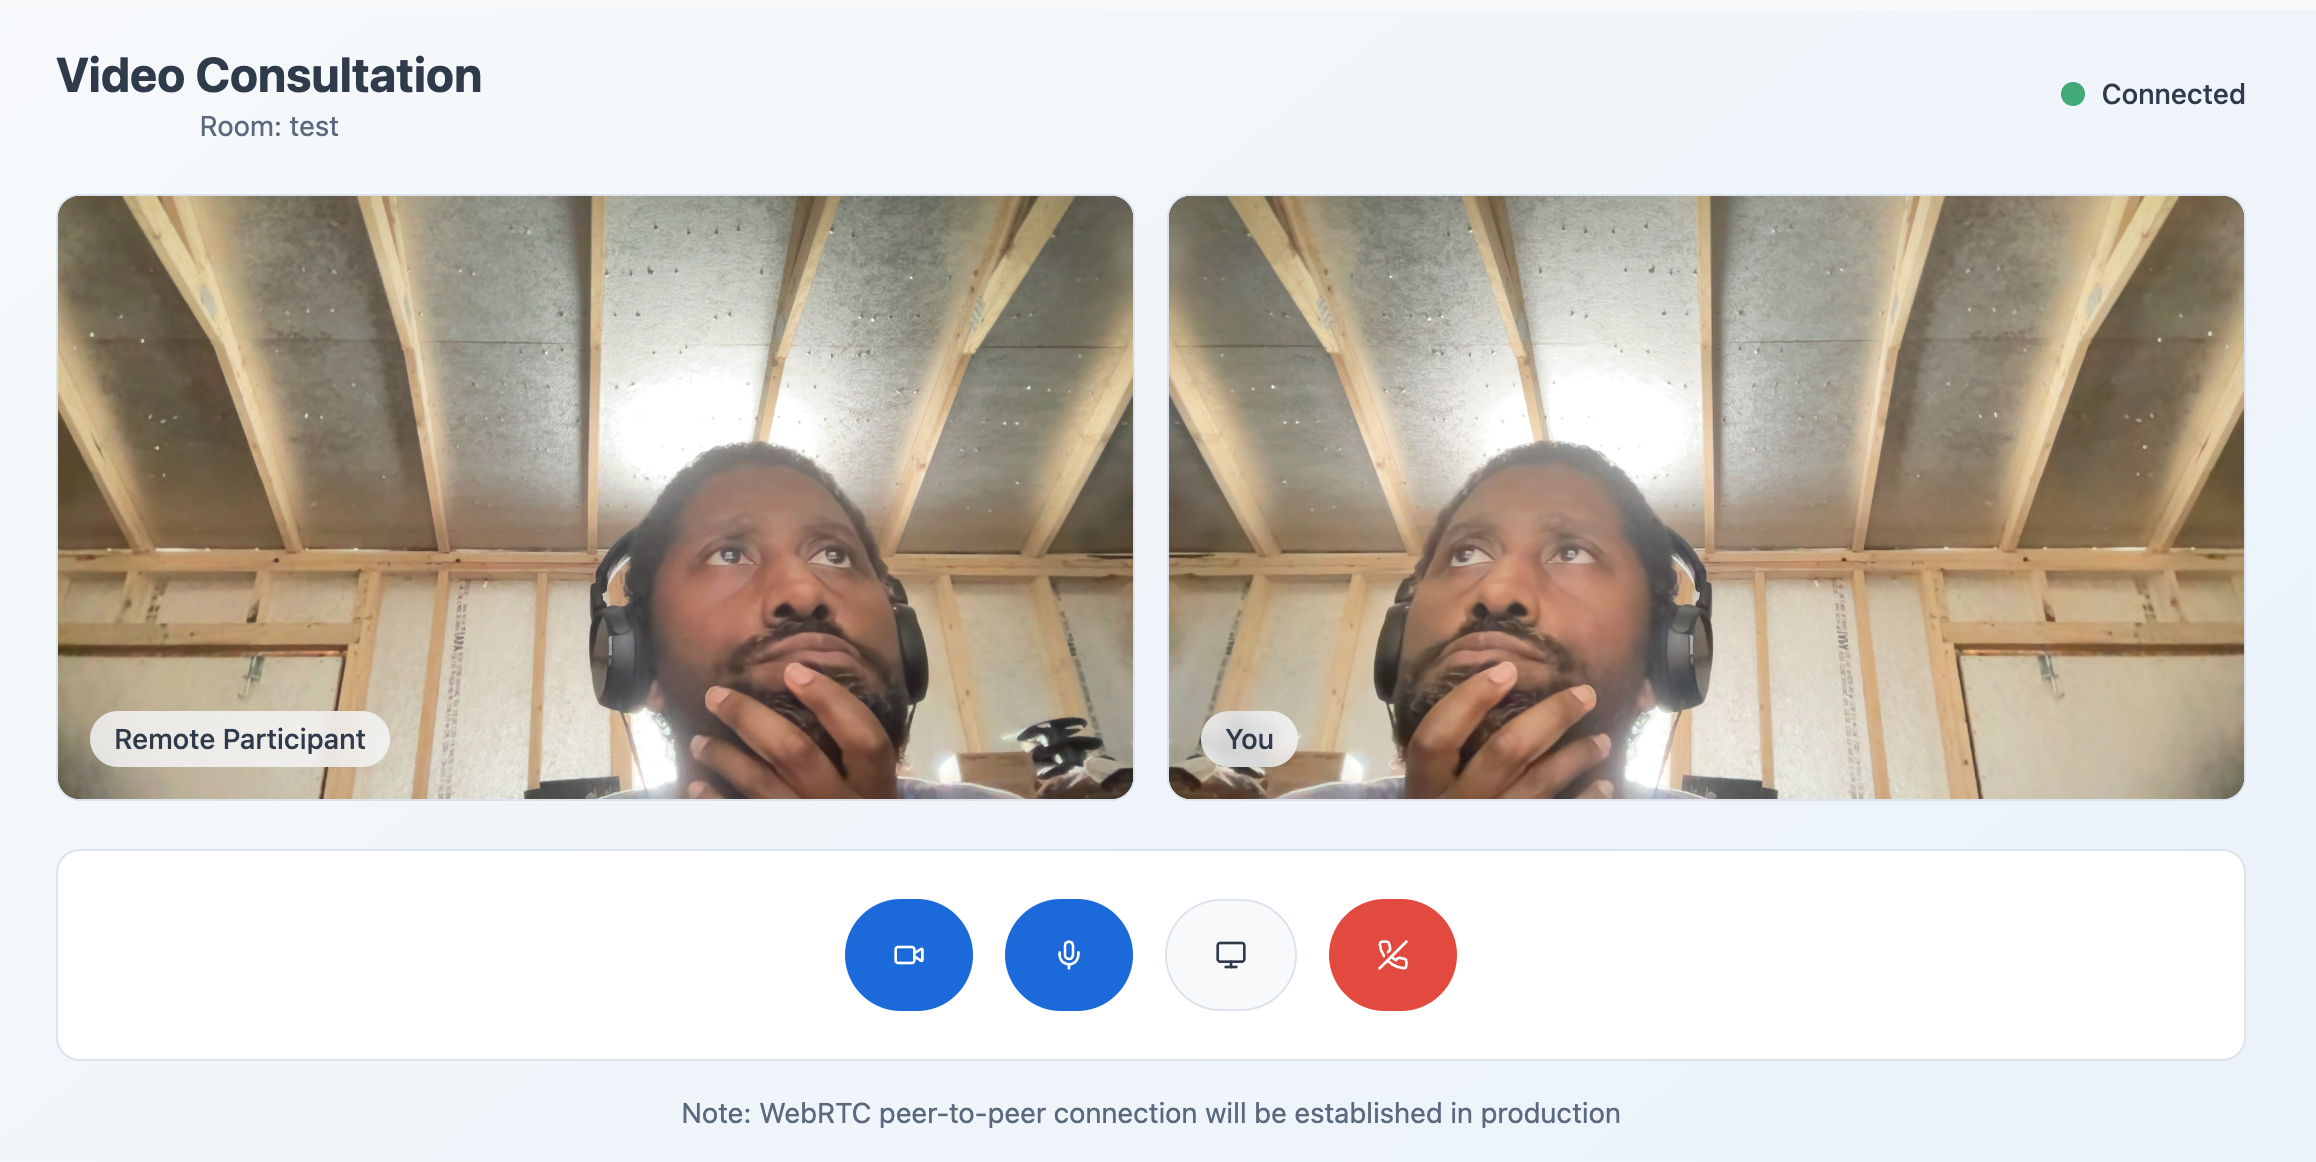 Video Consultation
Room: test
Connected
Remote Participant
You
Note: WebRTC peer-to-peer connection will be established in production